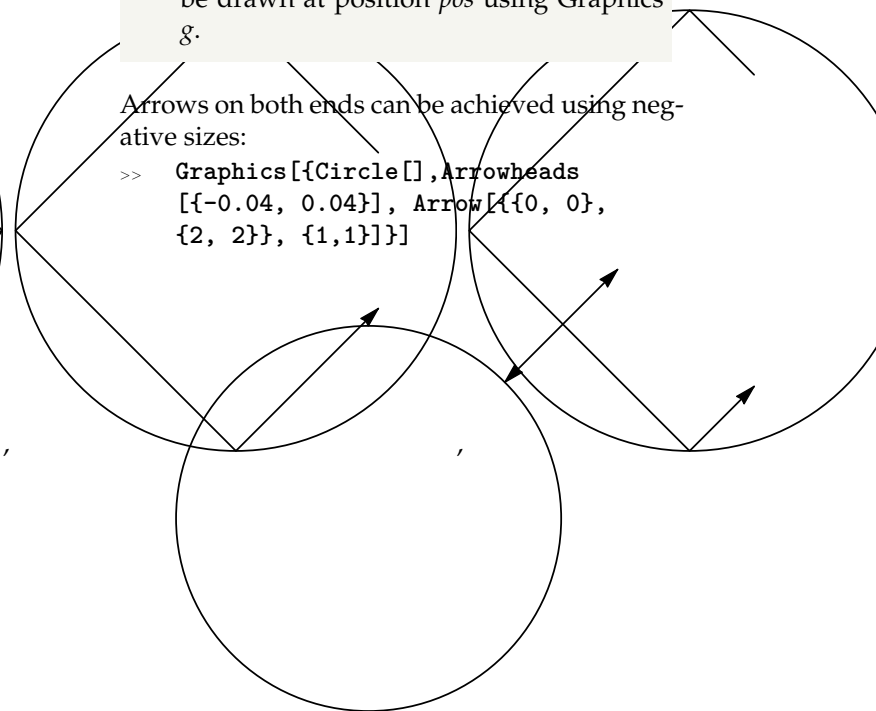 be drawn at position pos using Graphics
g.
Arrows on both ends can be achieved using neg-
ative sizes:
>> Graphics[{Circle[],Arrowheads
[{-0.04, 0.04}], Arrow[{{0, 0},
{2, 2}}, {1,1}]}]
, ,